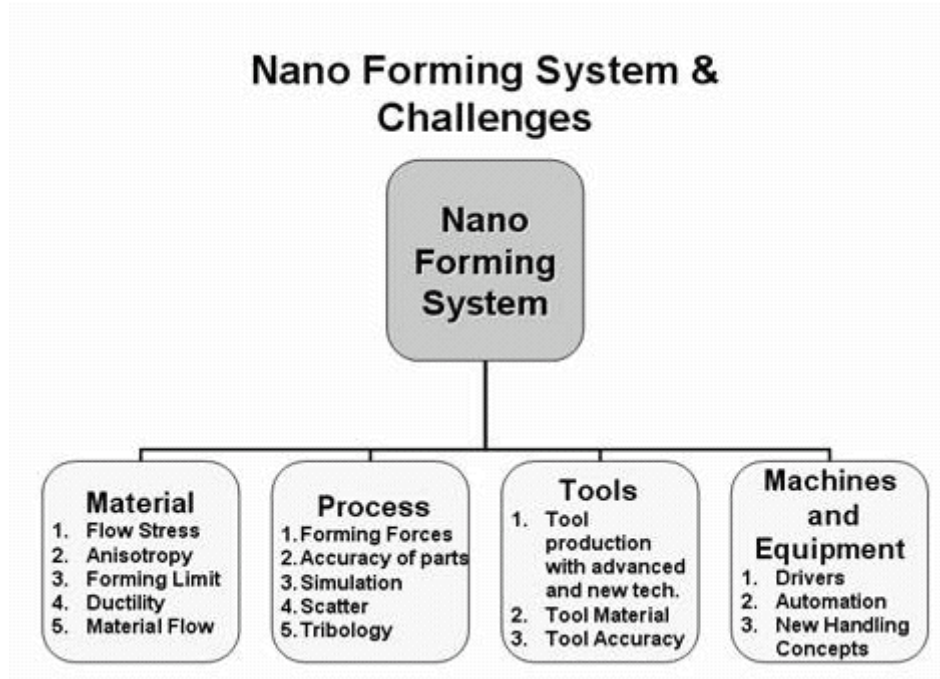 Nano Forming System &
Challenges
Nano
Forming
System
Material
1. Flow Stress
2. Anisotropy
3. Forming Limit
4. Ductility
5. Material Flow
Process
1. Forming Forces
2. Accuracy of parts
3. Simulation
4. Scatter
5. Tribology
Tools
1. Tool
production
with advanced
and new tech.
2. Tool Material
3. Tool Accuracy
Machines
and
Equipment
1. Drivers
2. Automation
3. New Handling
Concepts